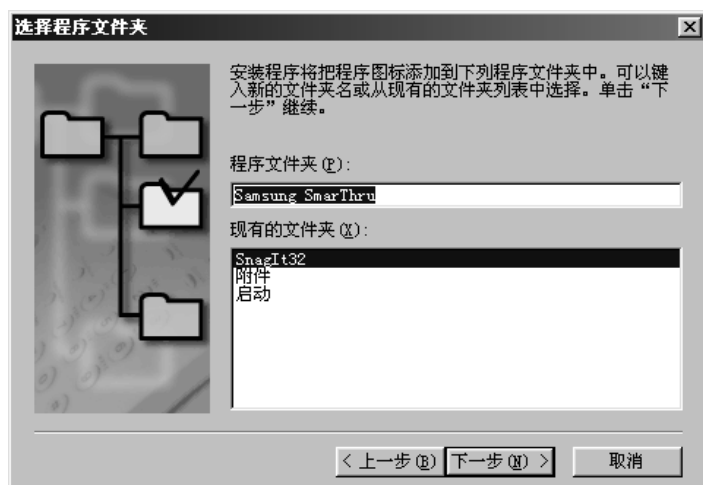 选择程序文件夹
安装程序将把程序图标添加到下列程序文件夹中。可以键
入新的文件夹名或从现有的文件夹列表中选择。单击“下
一步”继续。
程序文件夹(P):
Samsung SmarThru
现有的文件夹(X):
SnagIt32
附件
启动
< 上一步(B) 下一步(N) > 取消